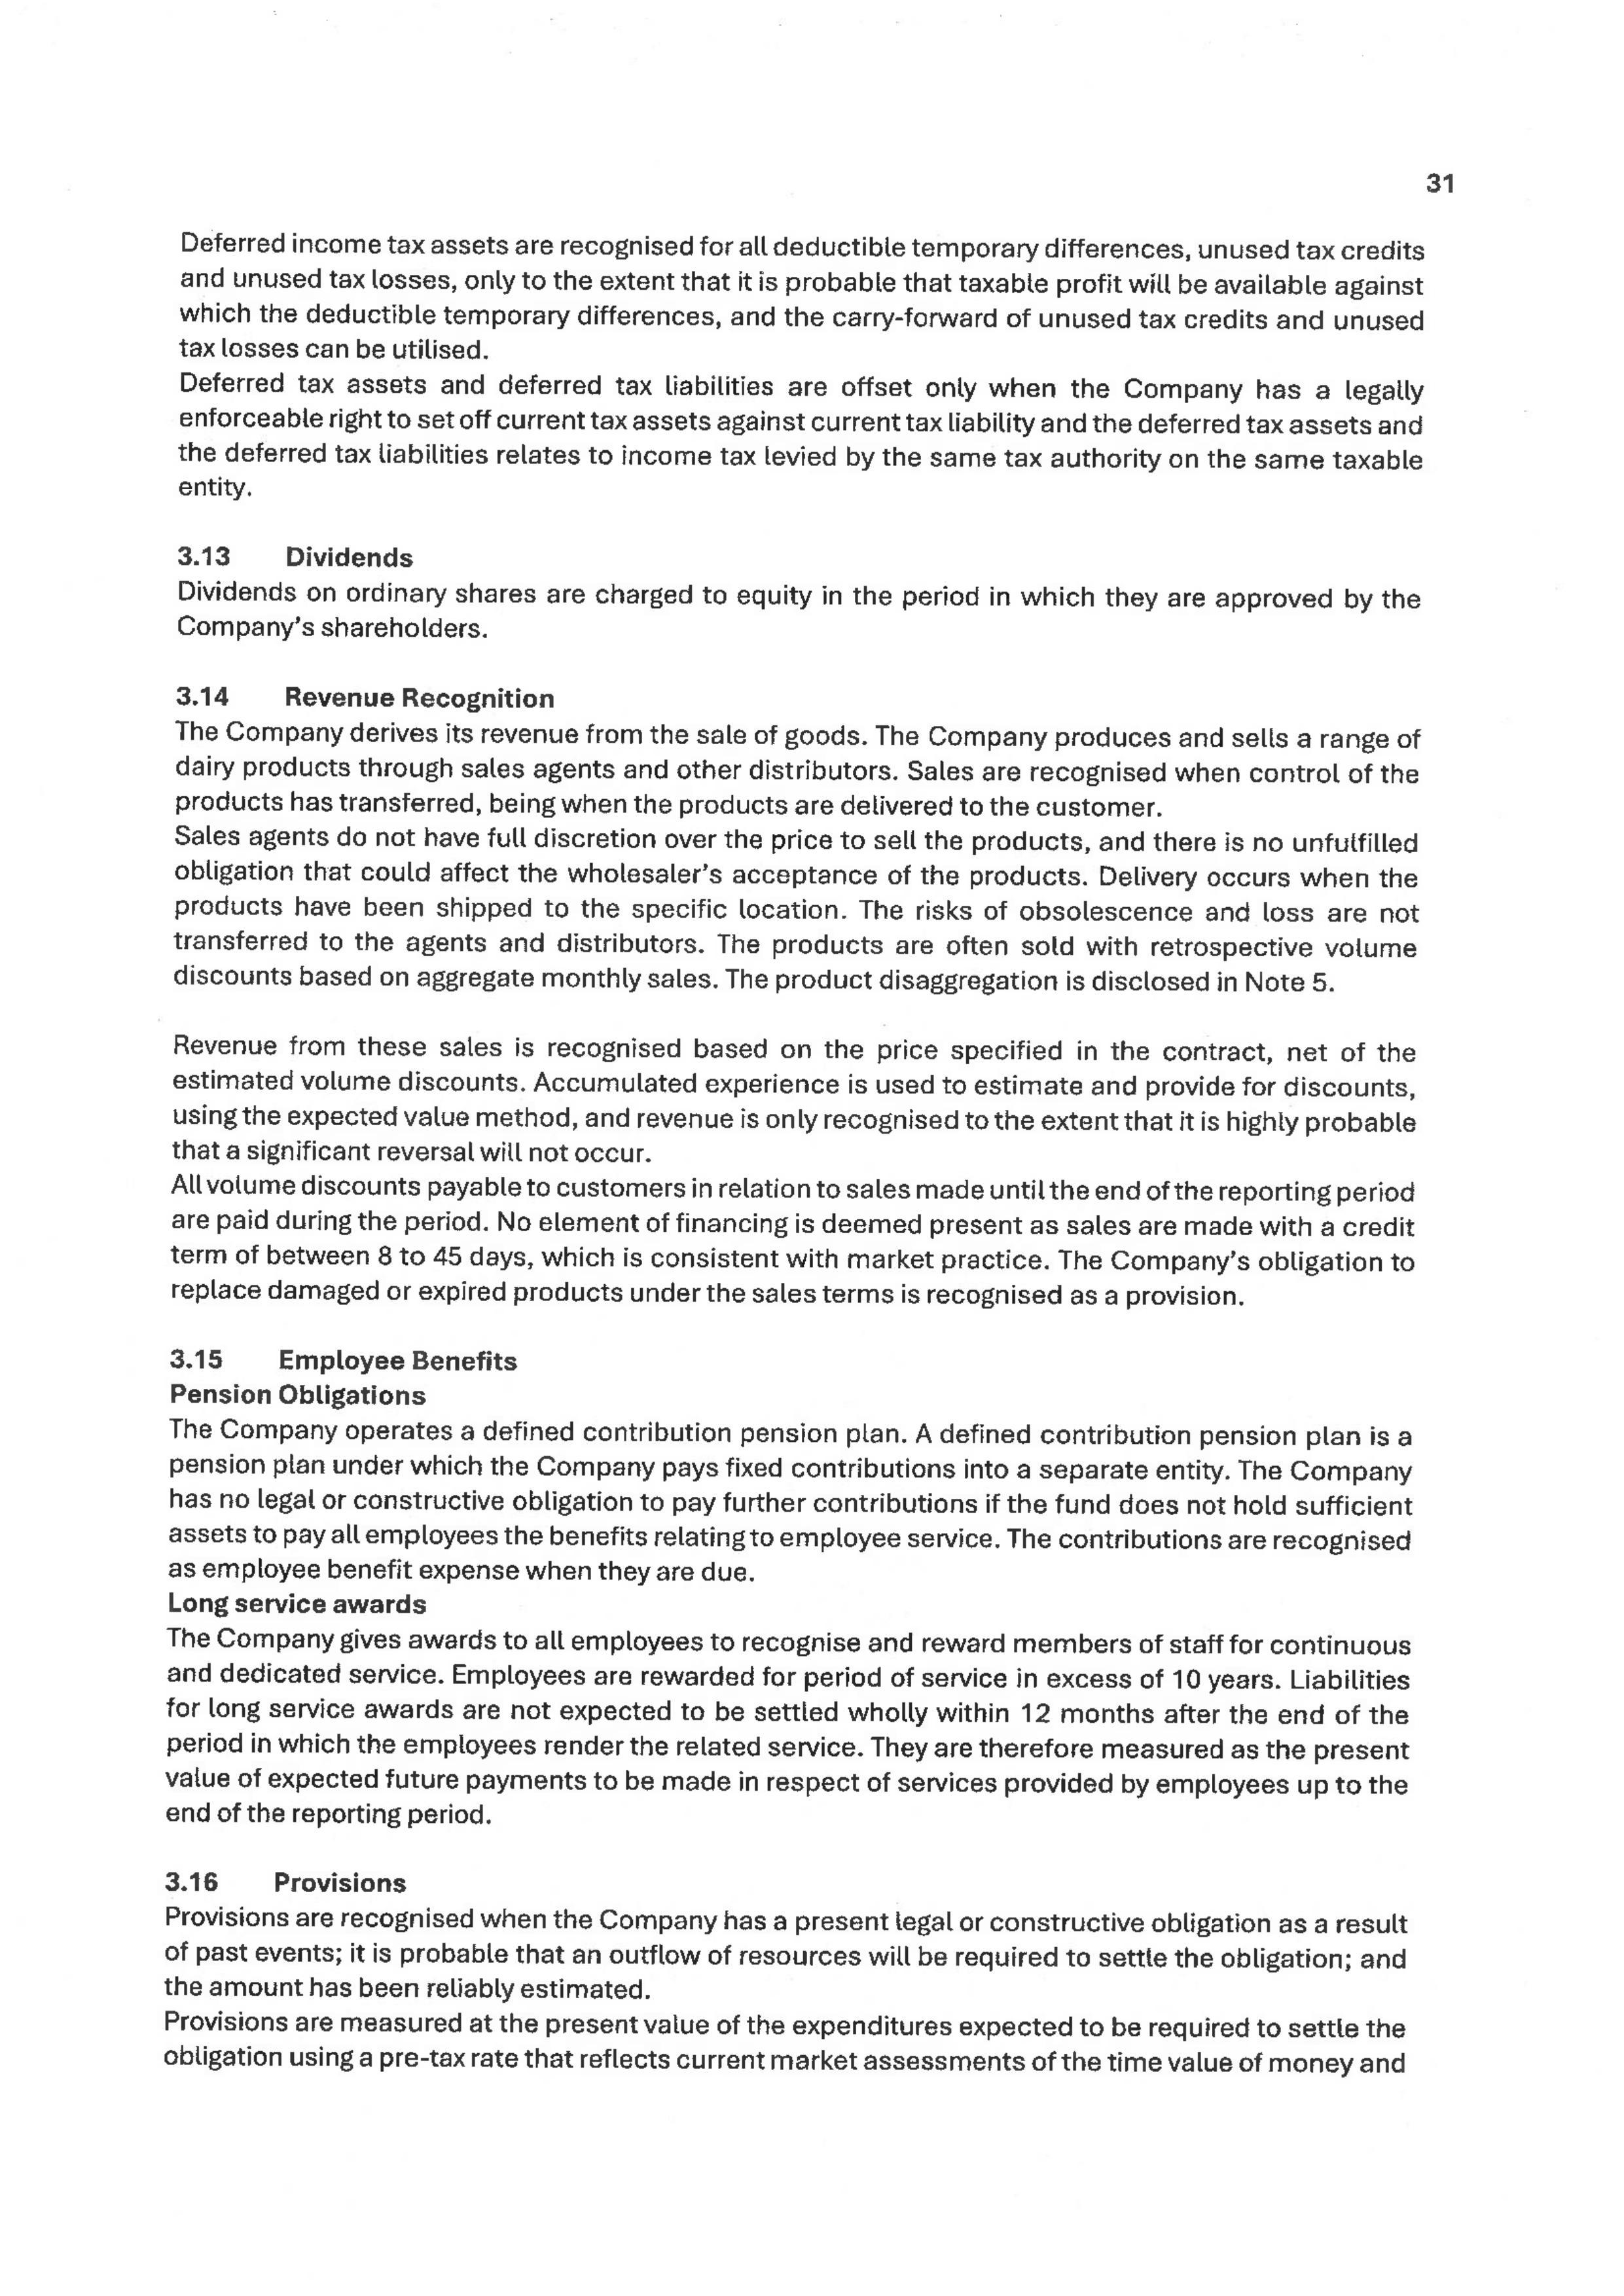 31
Deferred income tax assets are recognised for all deductible temporary differences, unused tax credits
and unused tax losses, only to the extent that it is probable that taxable profit will be available against
which the deductible temporary differences, and the carry-forward of unused tax credits and unused
tax losses can be utilised.
Deferred tax assets and deferred tax liabilities are offset only when the Company has a legally
enforceable right to set off current tax assets against current tax liability and the deferred tax assets and
the deferred tax liabilities relates to income tax levied by the same tax authority on the same taxable
entity.
3.13 Dividends
Dividends on ordinary shares are charged to equity in the period in which they are approved by the
Company's shareholders.
3.14 Revenue Recognition
The Company derives its revenue from the sale of goods. The Company produces and sells a range of
dairy products through sales agents and other distributors. Sales are recognised when control of the
products has transferred, being when the products are delivered to the customer.
Sales agents do not have full discretion over the price to sell the products, and there is no unfulfilled
obligation that could affect the wholesaler's acceptance of the products. Delivery occurs when the
products have been shipped to the specific location. The risks of obsolescence and loss are not
transferred to the agents and distributors. The products are often sold with retrospective volume
discounts based on aggregate monthly sales. The product disaggregation is disclosed in Note 5.
Revenue from these sales is recognised based on the price specified in the contract, net of the
estimated volume discounts. Accumulated experience is used to estimate and provide for discounts,
using the expected value method, and revenue is only recognised to the extent that it is highly probable
that a significant reversal will not occur.
All volume discounts payable to customers in relation to sales made until the end of the reporting period
are paid during the period. No element of financing is deemed present as sales are made with a credit
term of between 8 to 45 days, which is consistent with market practice. The Company's obligation to
replace damaged or expired products under the sales terms is recognised as a provision.
3.15 Employee Benefits
Pension Obligations
The Company operates a defined contribution pension plan. A defined contribution pension plan is a
pension plan under which the Company pays fixed contributions into a separate entity. The Company
has no legal or constructive obligation to pay further contributions if the fund does not hold sufficient
assets to pay all employees the benefits relating to employee service. The contributions are recognised
as employee benefit expense when they are due.
Long service awards
The Company gives awards to all employees to recognise and reward members of staff for continuous
and dedicated service. Employees are rewarded for period of service in excess of 10 years. Liabilities
for long service awards are not expected to be settled wholly within 12 months after the end of the
period in which the employees render the related service. They are therefore measured as the present
value of expected future payments to be made in respect of services provided by employees up to the
end of the reporting period.
3.16 Provisions
Provisions are recognised when the Company has a present legal or constructive obligation as a result
of past events; it is probable that an outflow of resources will be required to settle the obligation; and
the amount has been reliably estimated.
Provisions are measured at the present value of the expenditures expected to be required to settle the
obligation using a pre-tax rate that reflects current market assessments of the time value of money and